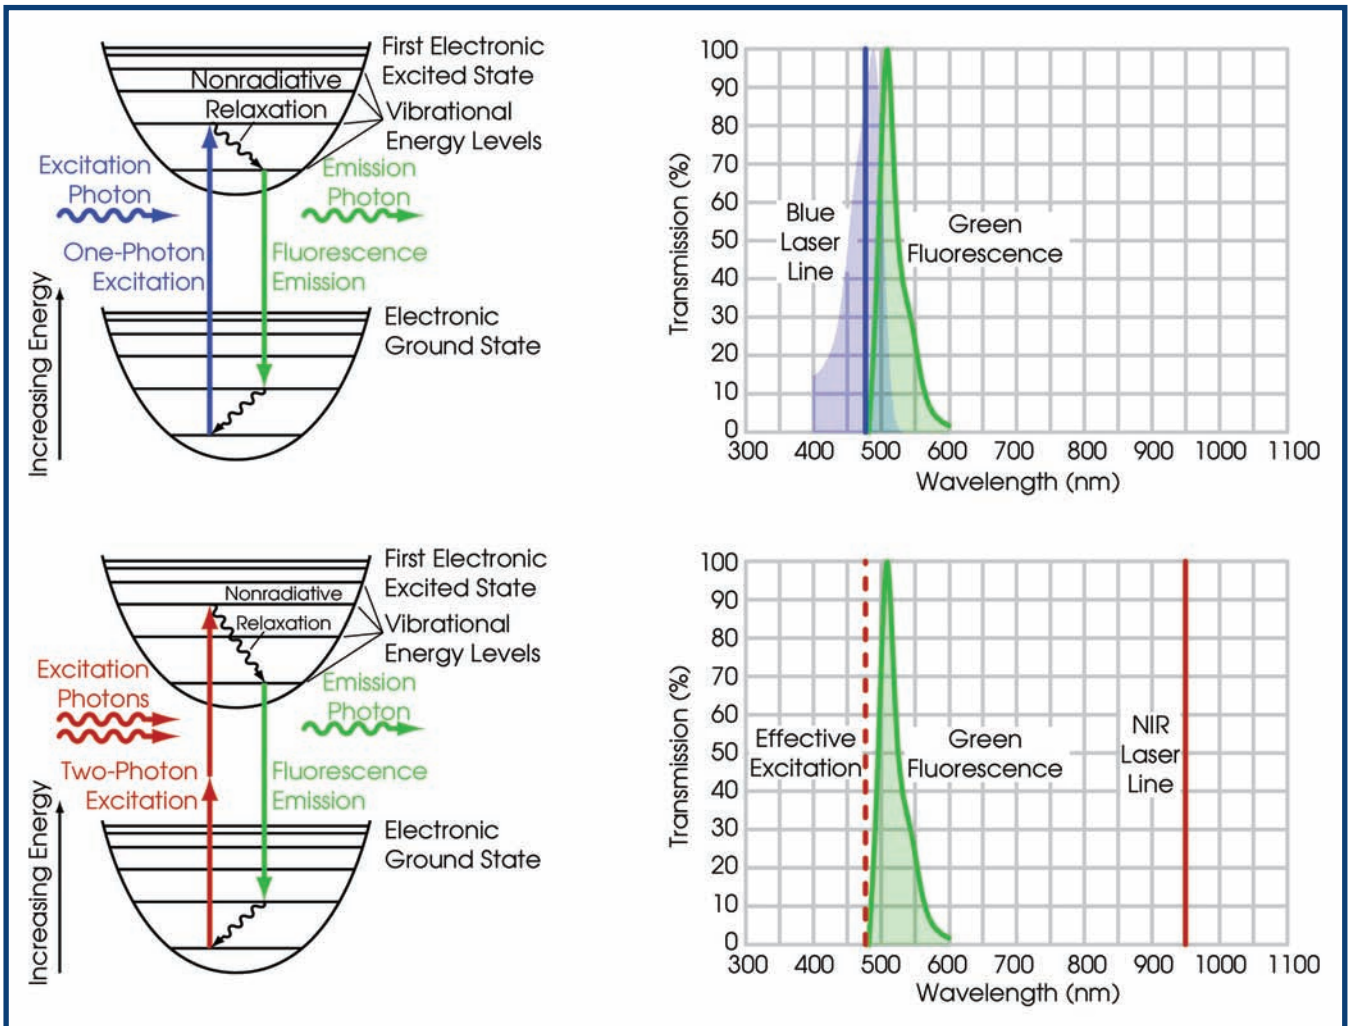 First Electronic
Excited State
Nonradiative
Relaxation
Vibrational
Energy Levels
Excitation
Photon
Emission
Photon
One-Photon
Excitation
Fluorescence
Emission
Increasing Energy
Electronic
Ground State
Transmission (%)
100
90
80
70
60
50
40
30
20
10
0
Blue
Laser
Line
Green
Fluorescence
300 400 500 600 700 800 900 1000 1100
Wavelength (nm)
First Electronic
Excited State
Nonradiative
Relaxation
Vibrational
Energy Levels
Excitation
Photons
Emission
Photon
Two-Photon
Excitation
Fluorescence
Emission
Increasing Energy
Electronic
Ground State
Transmission (%)
100
90
80
70
60
50
40
30
20
10
0
Effective
Excitation
Green
Fluorescence
NIR
Laser
Line
300 400 500 600 700 800 900 1000 1100
Wavelength (nm)